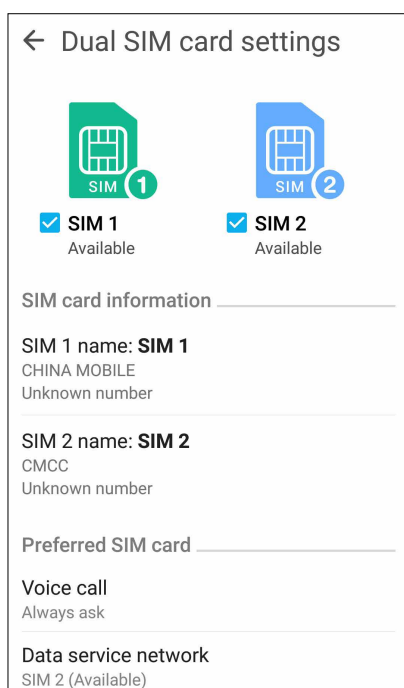 Dual SIM card settings
SIM 1
SIM 2
SIM 1
SIM 2
Available
Available
SIM card information
SIM 1 name: SIM 1
CHINA MOBILE
Unknown number
SIM 2 name: SIM 2
CMCC
Unknown number
Preferred SIM card
Voice call
Always ask
Data service network
SIM 2 (Available)